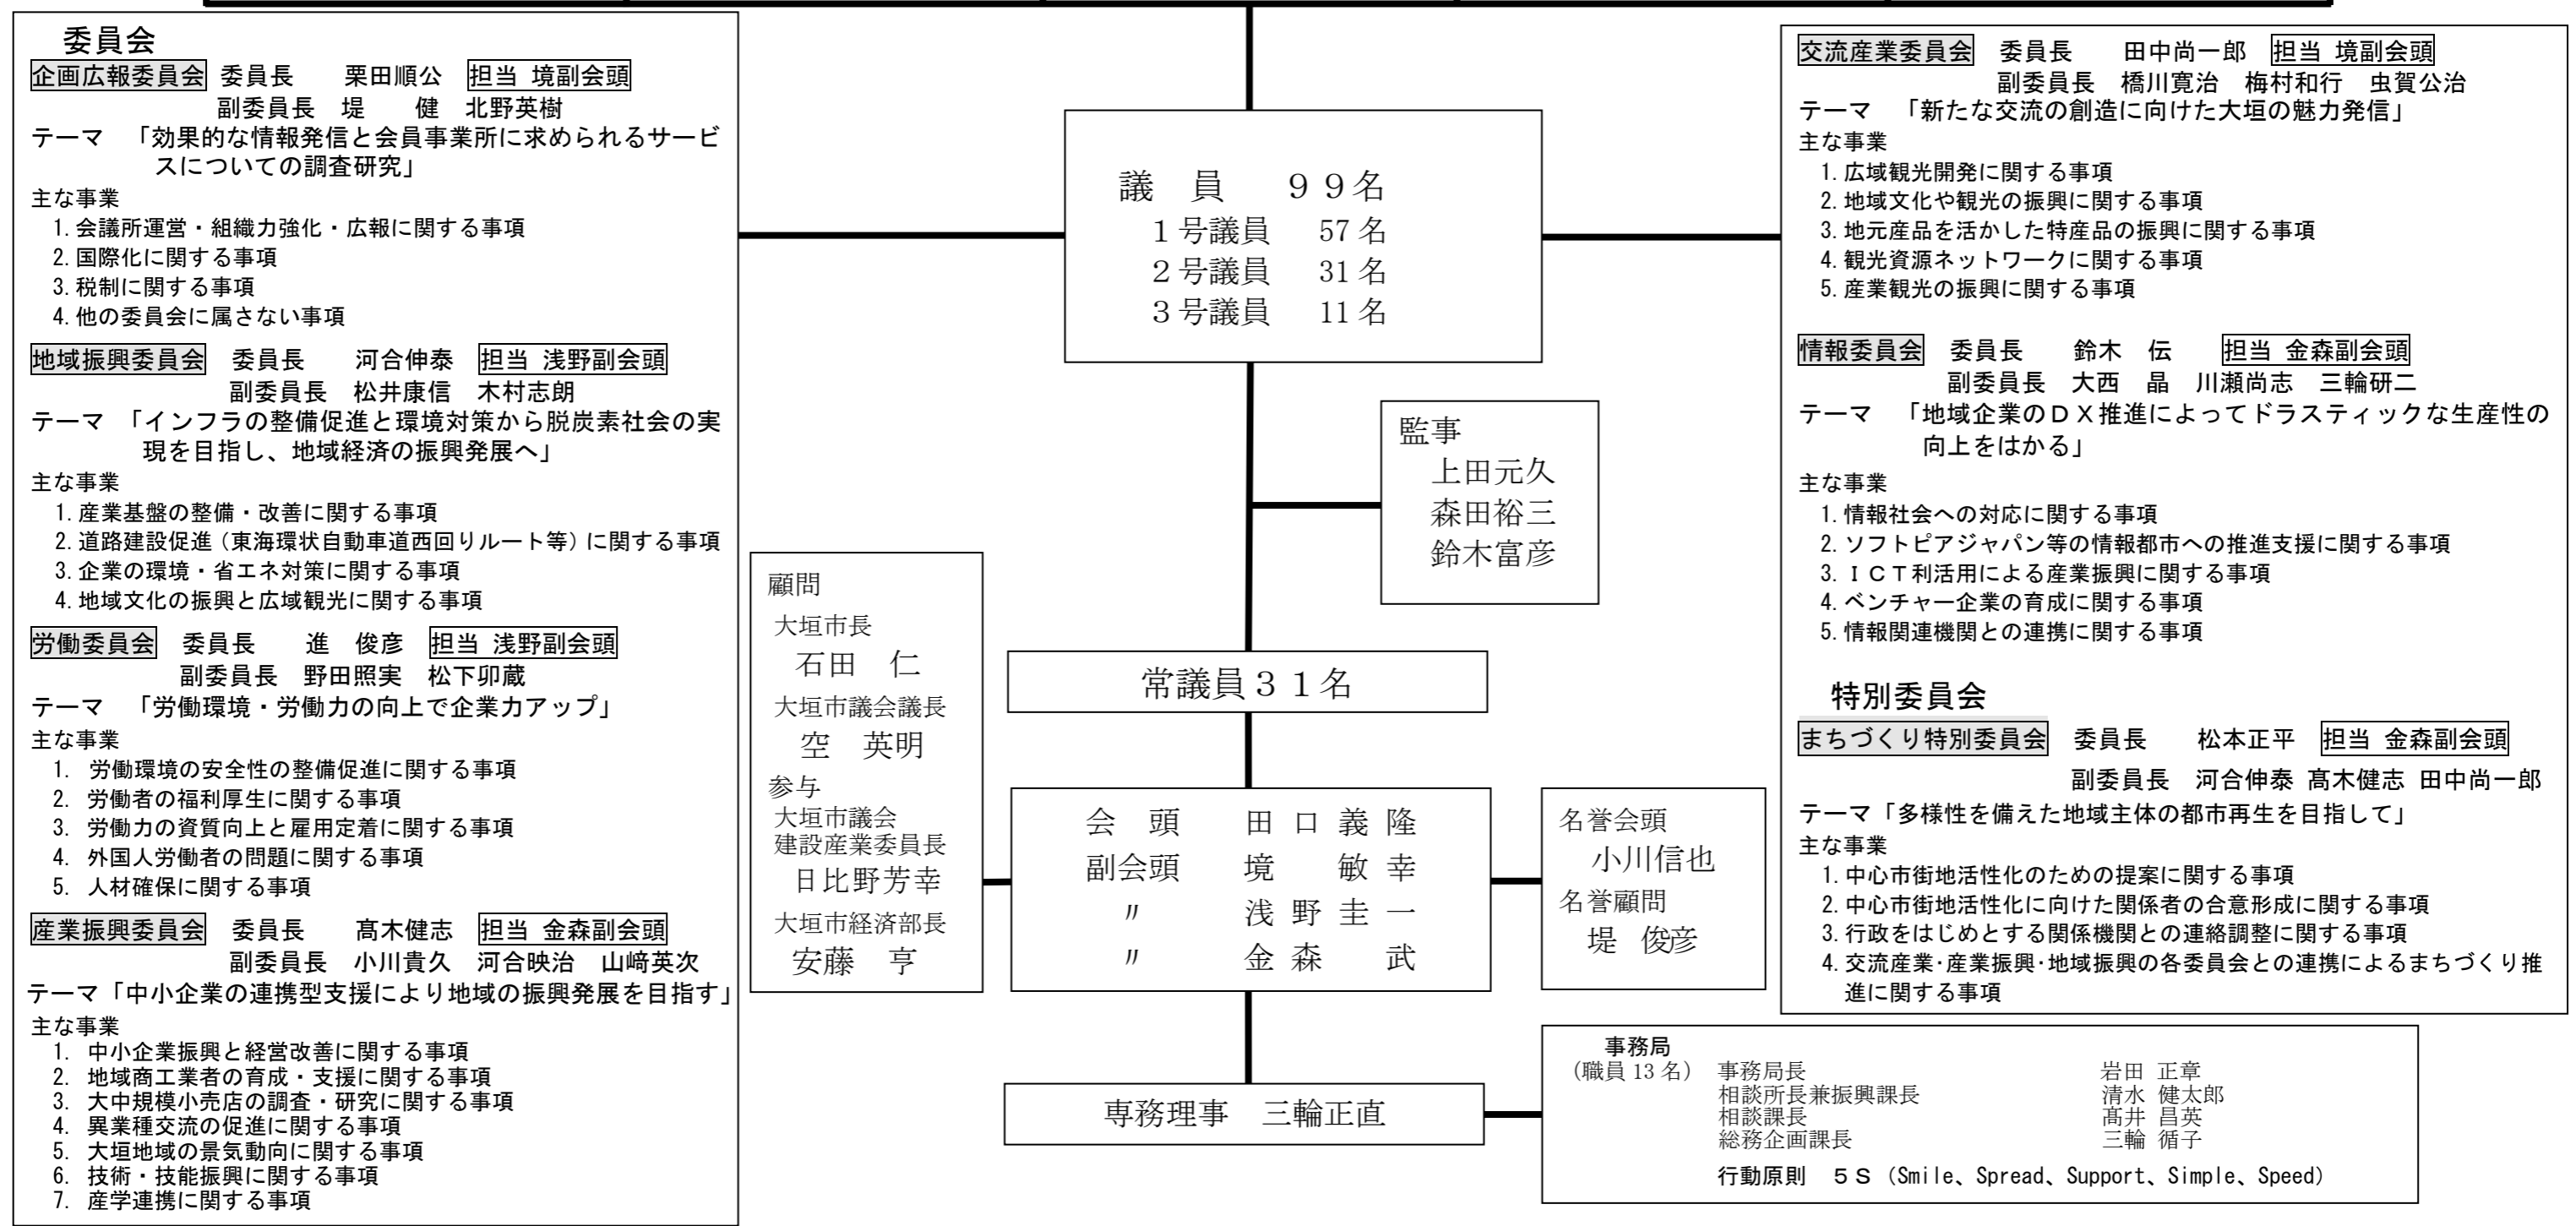 委員会
企画広報委員会 委員長 栗田順公 担当 境副会頭
副委員長 堤 健 北野英樹
テーマ 「効果的な情報発信と会員事業所に求められるサービ
スについての調査研究」
主な事業
1.会議所運営・組織力強化・広報に関する事項
2.国際化に関する事項
3.税制に関する事項
4.他の委員会に属さない事項
地域振興委員会 委員長 河合伸泰 担当 浅野副会頭
副委員長 松井康信 木村志朗
テーマ 「インフラの整備促進と環境対策から脱炭素社会の実
現を目指し、地域経済の振興発展へ」
主な事業
1.産業基盤の整備・改善に関する事項
2.道路建設促進（東海環状自動車道西回りルート等）に関する事項
3.企業の環境・省エネ対策に関する事項
4.地域文化の振興と広域観光に関する事項
労働委員会 委員長 進 俊彦 担当 浅野副会頭
副委員長 野田照実 松下卯蔵
テーマ 「労働環境・労働力の向上で企業力アップ」
主な事業
1. 労働環境の安全性の整備促進に関する事項
2. 労働者の福利厚生に関する事項
3. 労働力の資質向上と雇用定着に関する事項
4. 外国人労働者の問題に関する事項
5. 人材確保に関する事項
産業振興委員会 委員長 髙木健志 担当 金森副会頭
副委員長 小川貴久 河合映治 山﨑英次
テーマ「中小企業の連携型支援により地域の振興発展を目指す」
主な事業
1. 中小企業振興と経営改善に関する事項
2. 地域商工業者の育成・支援に関する事項
3. 大中規模小売店の調査・研究に関する事項
4. 異業種交流の促進に関する事項
5. 大垣地域の景気動向に関する事項
6. 技術・技能振興に関する事項
7. 産学連携に関する事項
議 員 ９９名
１号議員 57名
２号議員 31名
３号議員 11名
監事
上田元久
森田裕三
鈴木富彦
顧問
大垣市長
石田 仁
大垣市議会議長
空 英明
参与
大垣市議会
建設産業委員長
日比野芳幸
大垣市経済部長
安藤 亨
常議員３１名
会 頭 田口義隆
副会頭 境 敏幸
〃 浅野圭一
〃 金森 武
名誉会頭
小川信也
名誉顧問
堤 俊彦
専務理事 三輪正直
交流産業委員会 委員長 田中尚一郎 担当 境副会頭
副委員長 橋川寛治 梅村和行 虫賀公治
テーマ 「新たな交流の創造に向けた大垣の魅力発信」
主な事業
1.広域観光開発に関する事項
2.地域文化や観光の振興に関する事項
3.地元産品を活かした特産品の振興に関する事項
4.観光資源ネットワークに関する事項
5.産業観光の振興に関する事項
情報委員会 委員長 鈴木 伝 担当 金森副会頭
副委員長 大西 晶 川瀬尚志 三輪研二
テーマ 「地域企業のＤＸ推進によってドラスティックな生産性の
向上をはかる」
主な事業
1.情報社会への対応に関する事項
2.ソフトピアジャパン等の情報都市への推進支援に関する事項
3.ＩＣＴ利活用による産業振興に関する事項
4.ベンチャー企業の育成に関する事項
5.情報関連機関との連携に関する事項
特別委員会
まちづくり特別委員会 委員長 松本正平 担当 金森副会頭
副委員長 河合伸泰 髙木健志 田中尚一郎
テーマ「多様性を備えた地域主体の都市再生を目指して」
主な事業
1.中心市街地活性化のための提案に関する事項
2.中心市街地活性化に向けた関係者の合意形成に関する事項
3.行政をはじめとする関係機関との連絡調整に関する事項
4.交流産業･産業振興･地域振興の各委員会との連携によるまちづくり推
進に関する事項
事務局
（職員13名） 事務局長 岩田 正章
相談所長兼振興課長 清水 健太郎
相談課長 髙井 昌英
総務企画課長 三輪 循子
行動原則 ５Ｓ（Smile、Spread、Support、Simple、Speed）